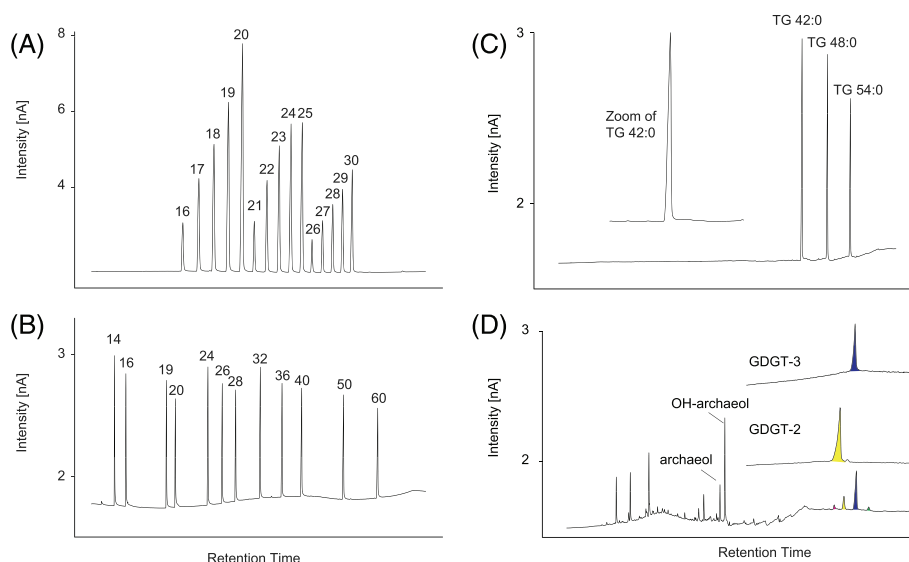 (A)
8
6
4
Intensity [nA]
16
17
18
19
20
21
22
23
24
25
26
27
28
29
30
(B)
3
2
Intensity [nA]
14
16
19
20
24
26
28
32
36
40
50
60
Retention Time
(C)
3
2
Intensity [nA]
Zoom of
TG 42:0
TG 42:0
TG 48:0
TG 54:0
(D)
3
2
Intensity [nA]
GDGT-3
OH-archaeol
GDGT-2
archaeol
Retention Time